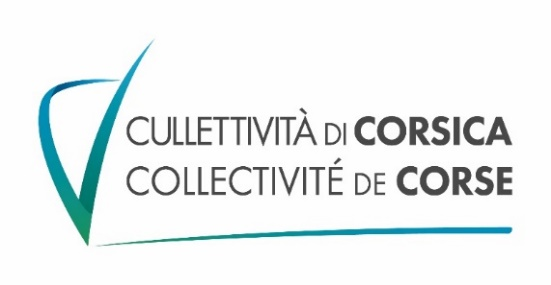 CULLETTIVITÀ DI CORSICA
COLLECTIVITÉ DE CORSE